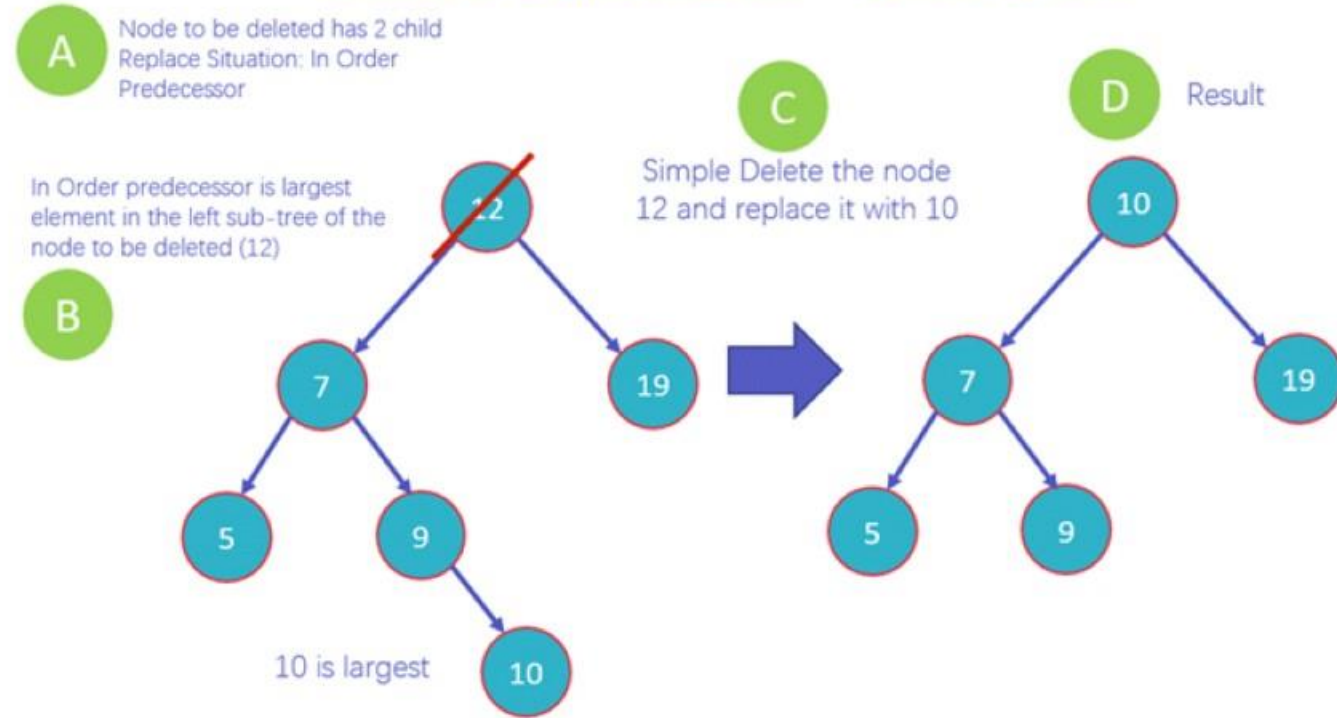 A
Node to be deleted has 2 child
Replace Situation: In Order
Predecessor
In Order predecessor is largest
element in the left sub-tree of the
node to be deleted (12)
B
12
7
19
5
9
10 is largest
10
C
Simple Delete the node
12 and replace it with 10
D
Result
10
7
19
5
9